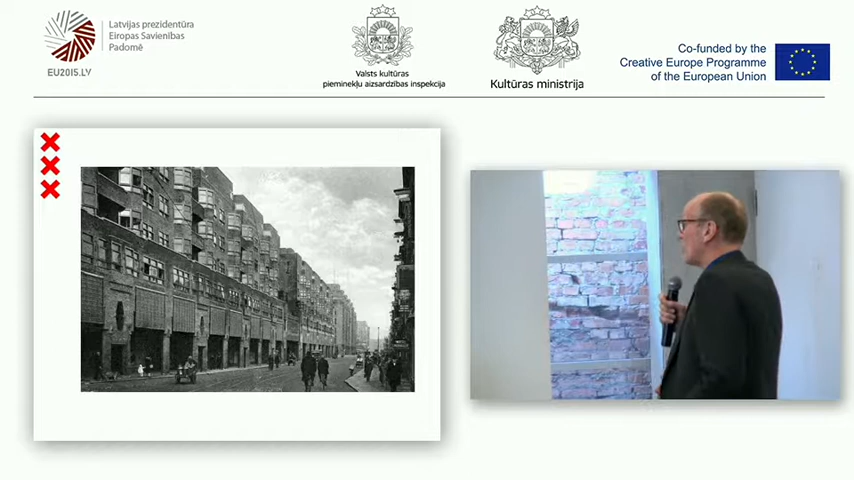 Latvijas prezidentūra
Eiropas Savienības
Padomē
EU2015.LV
Valsts kultūras
pieminekļu aizsardzības inspekcija
Kultūras ministrija
Co-funded by the
Creative Europe Programme
of the European Union